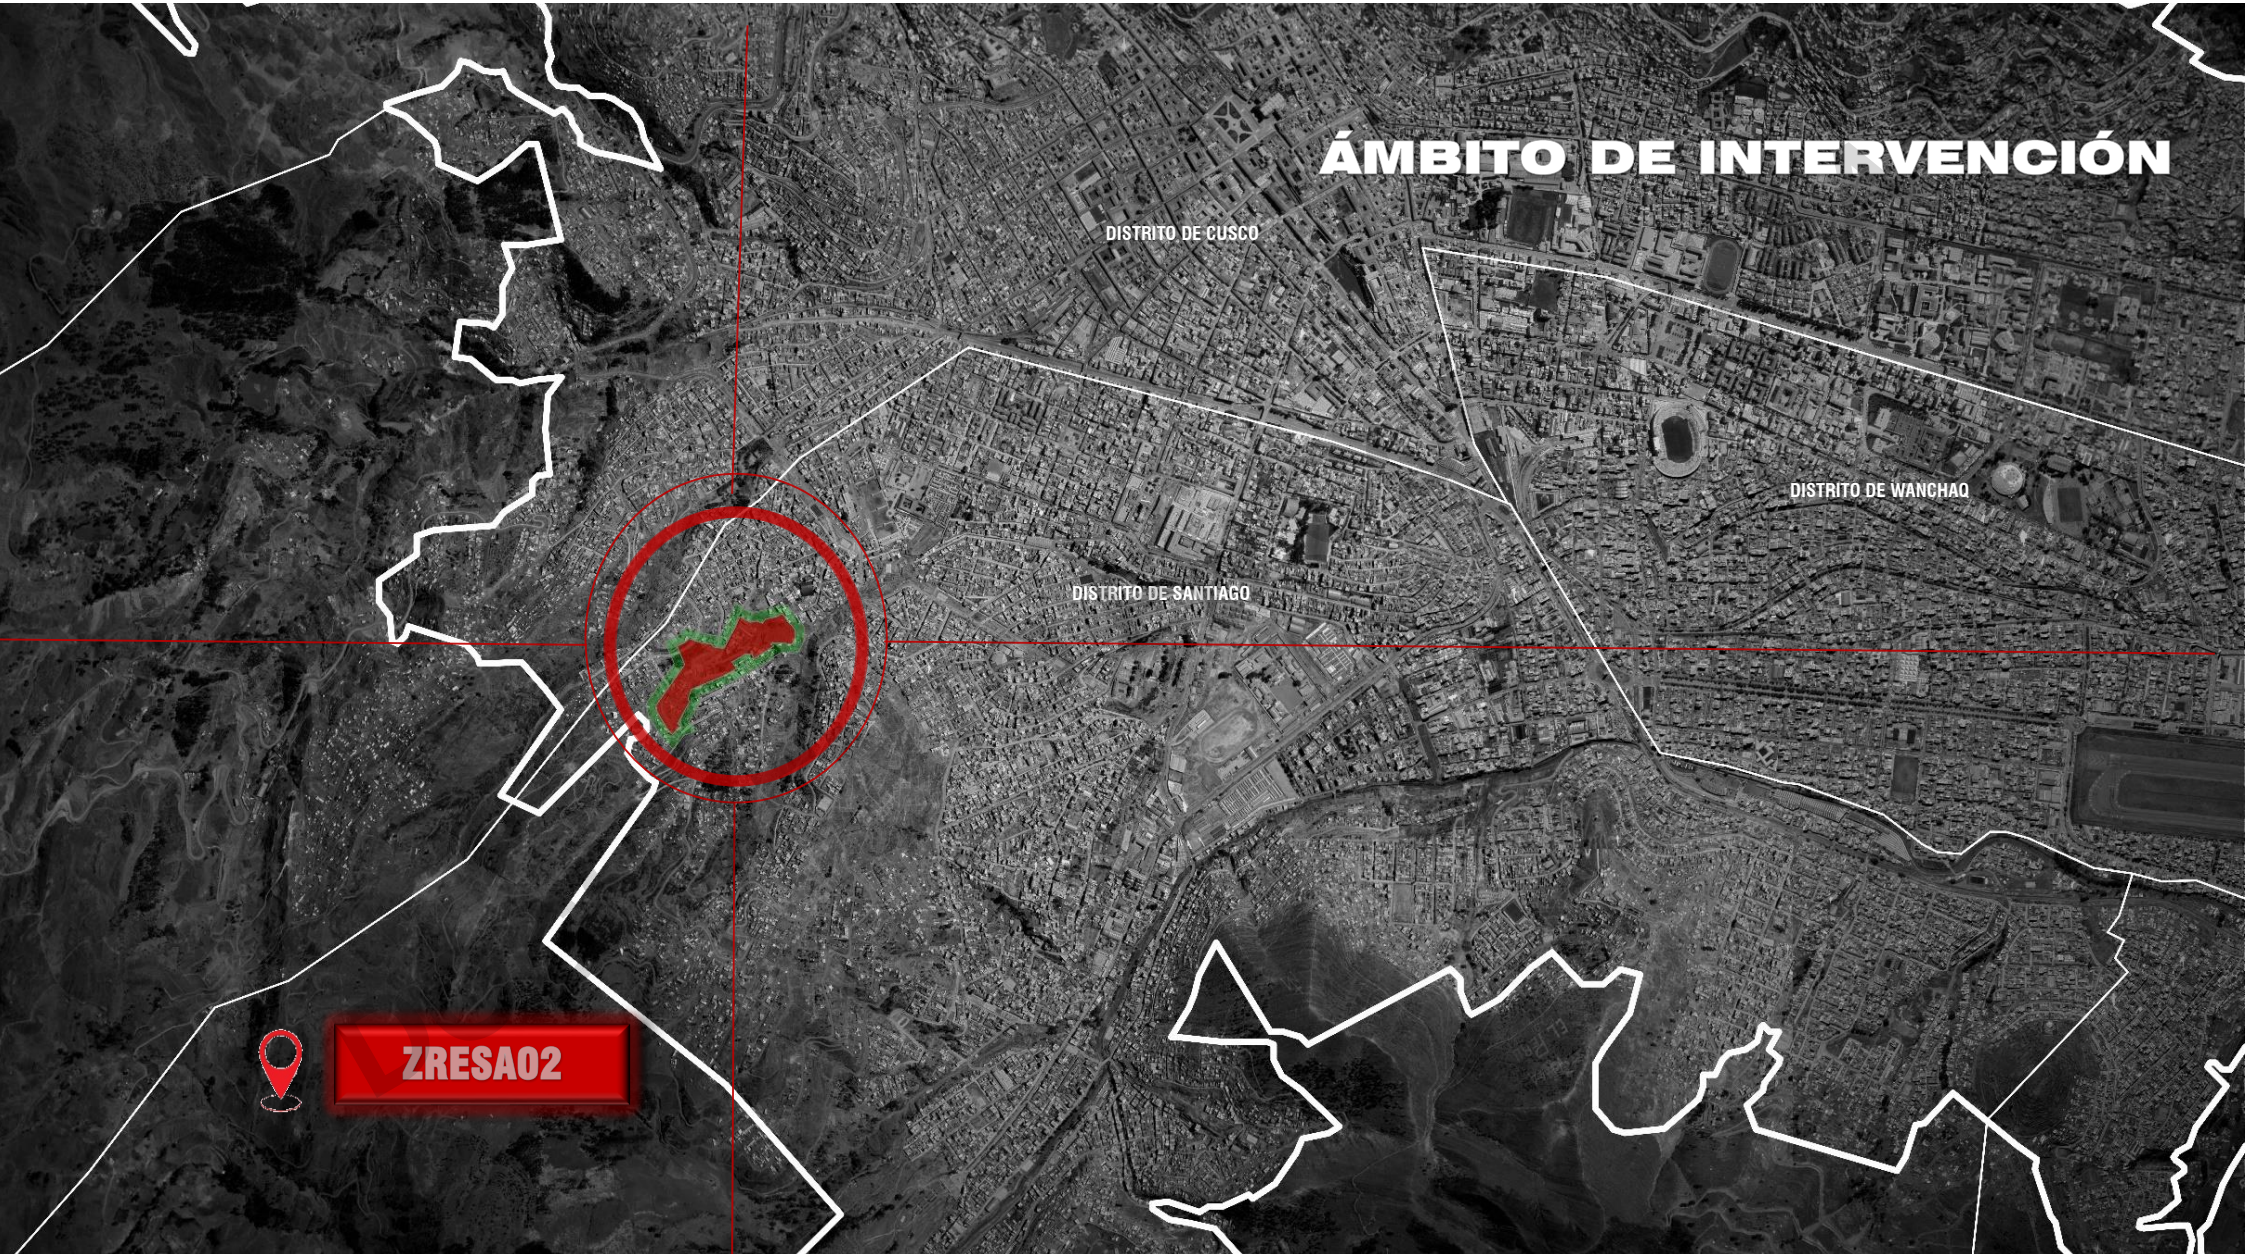 ÁMBITO DE INTERVENCIÓN
DISTRITO DE CUSCO
DISTRITO DE WANCHAQ
DISTRITO DE SANTIAGO
ZRESA02